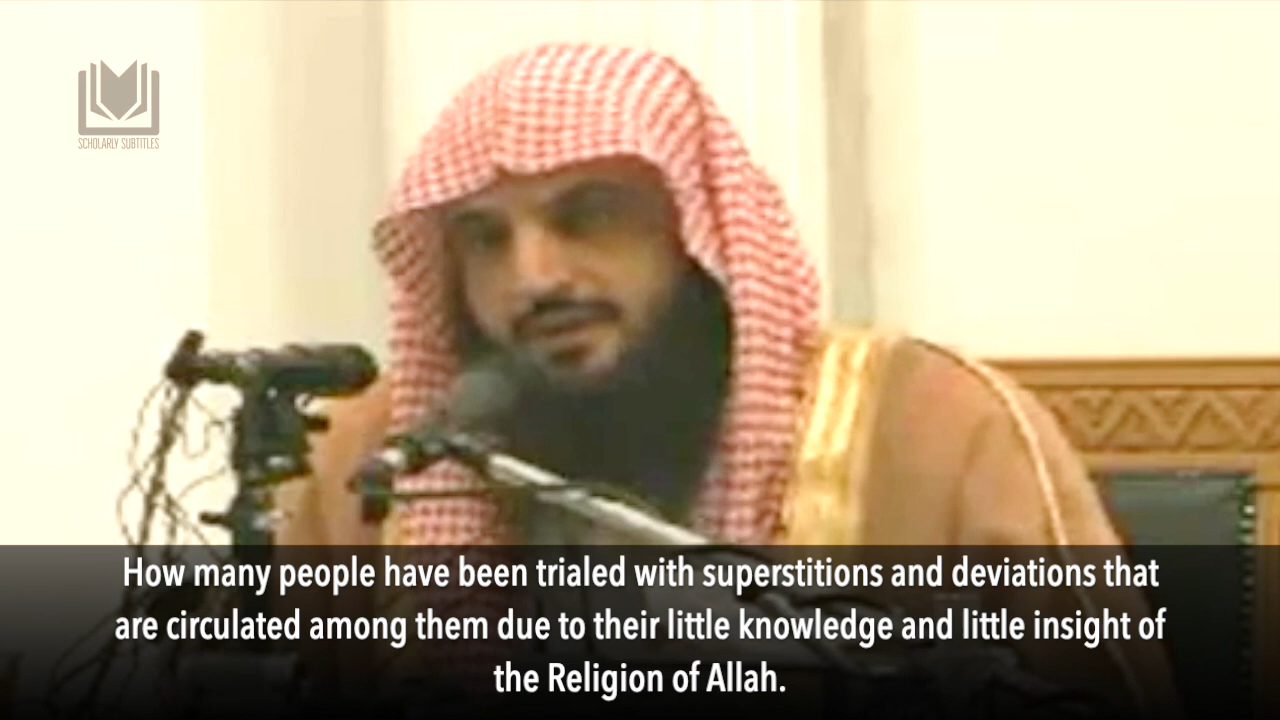 SCHOLARLY SUBTITLES
How many people have been trialed with superstitions and deviations that
are circulated among them due to their little knowledge and little insight of
the Religion of Allah.